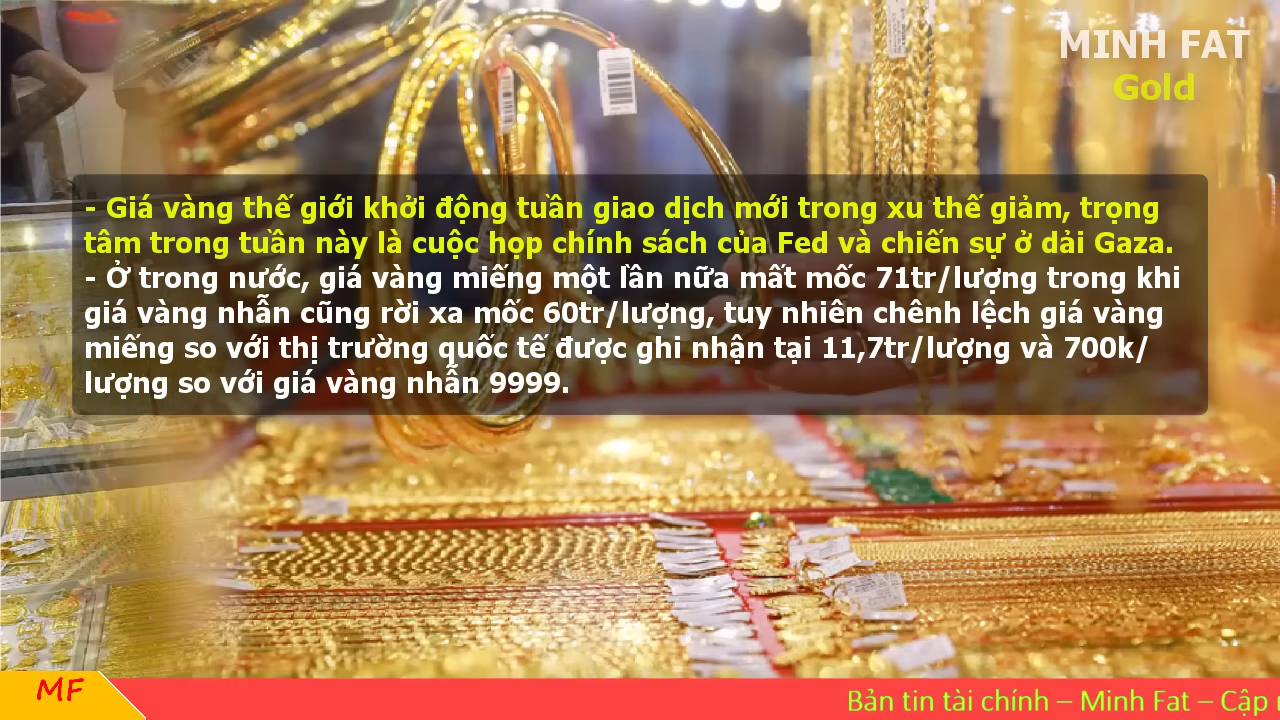 MINH FAT
Gold
- Giá vàng thế giới khởi động tuần giao dịch mới trong xu thế giảm, trọng
tâm trong tuần này là cuộc họp chính sách của Fed và chiến sự ở dải Gaza.
- Ở trong nước, giá vàng miếng một lần nữa mất mốc 71tr/lượng trong khi
giá vàng nhẫn cũng rời xa mốc 60tr/lượng, tuy nhiên chênh lệch giá vàng
miếng so với thị trường quốc tế được ghi nhận tại 11,7tr/lượng và 700k/
lượng so với giá vàng nhẫn 9999.
MF
Bản tin tài chính – Minh Fat – Cập